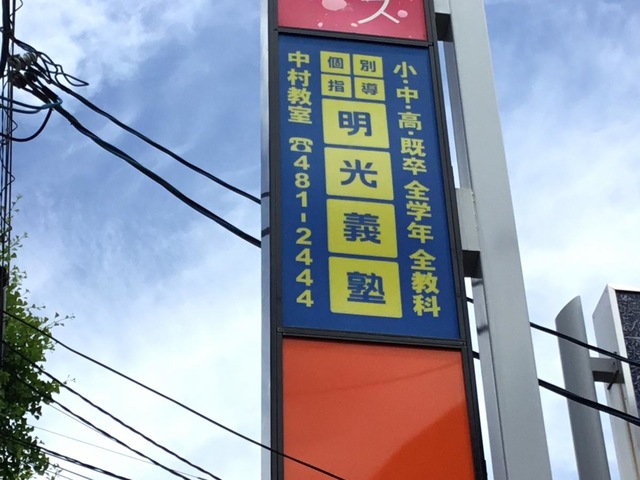 ス
小・中・高・既卒 全学年 全教科
個別
指導
明光義塾
中村教室 ☎481-2444